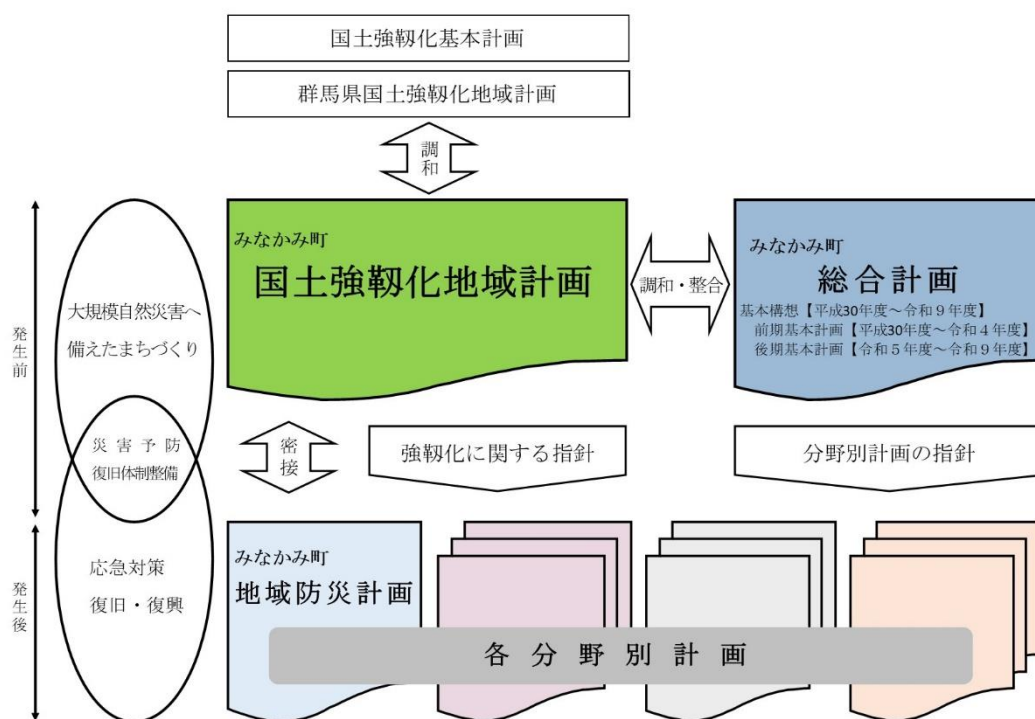 国土強靱化基本計画
群馬県国土強靱化地域計画
調和
発生前
大規模自然災害へ
備えたまちづくり
災害予防
復旧体制整備
みなかみ町
国土強靱化地域計画
調和・整合
みなかみ町
総合計画
基本構想【平成30年度~令和9年度】
前期基本計画【平成30年度~令和4年度】
後期基本計画【令和5年度~令和9年度】
密接
強靱化に関する指針
分野別計画の指針
発生後
応急対策
復旧・復興
みなかみ町
地域防災計画
各分野別計画